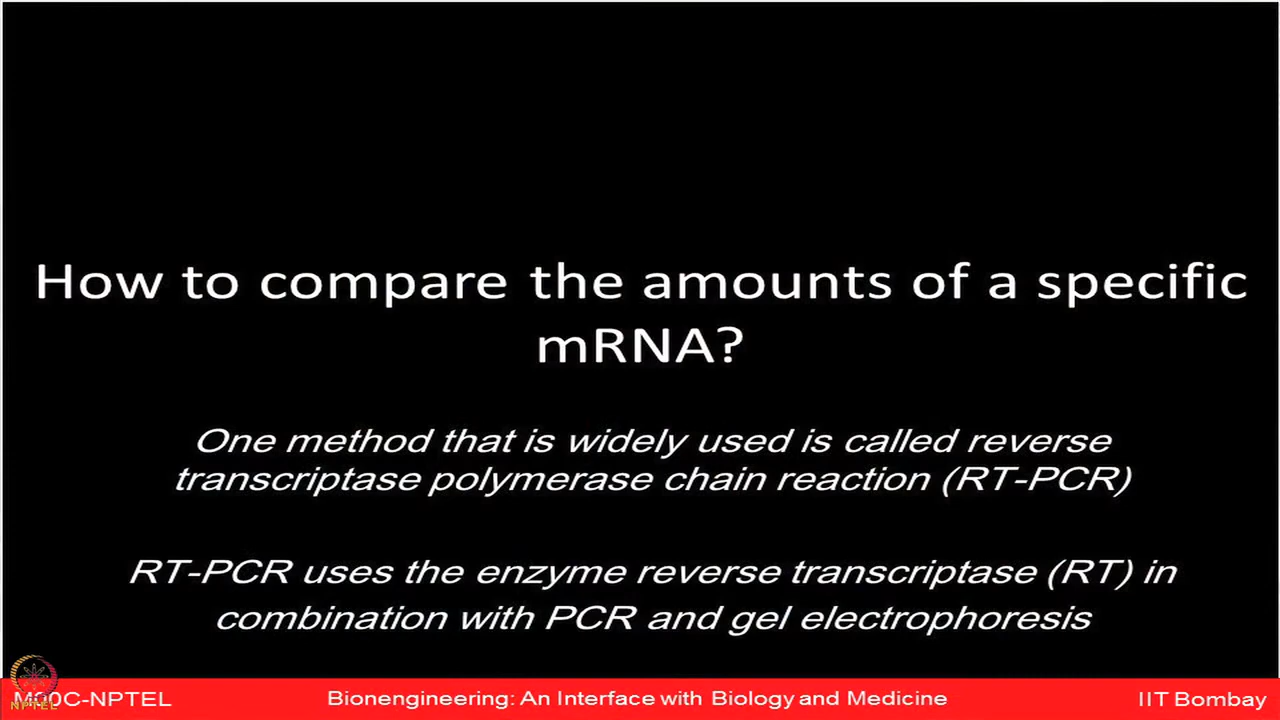 How to compare the amounts of a specific
mRNA?
One method that is widely used is called reverse
transcriptase polymerase chain reaction (RT-PCR)
RT-PCR uses the enzyme reverse transcriptase (RT) in
combination with PCR and gel electrophoresis
MOOC-NPTEL
NPTEL
Bionengineering: An Interface with Biology and Medicine
IIT Bombay